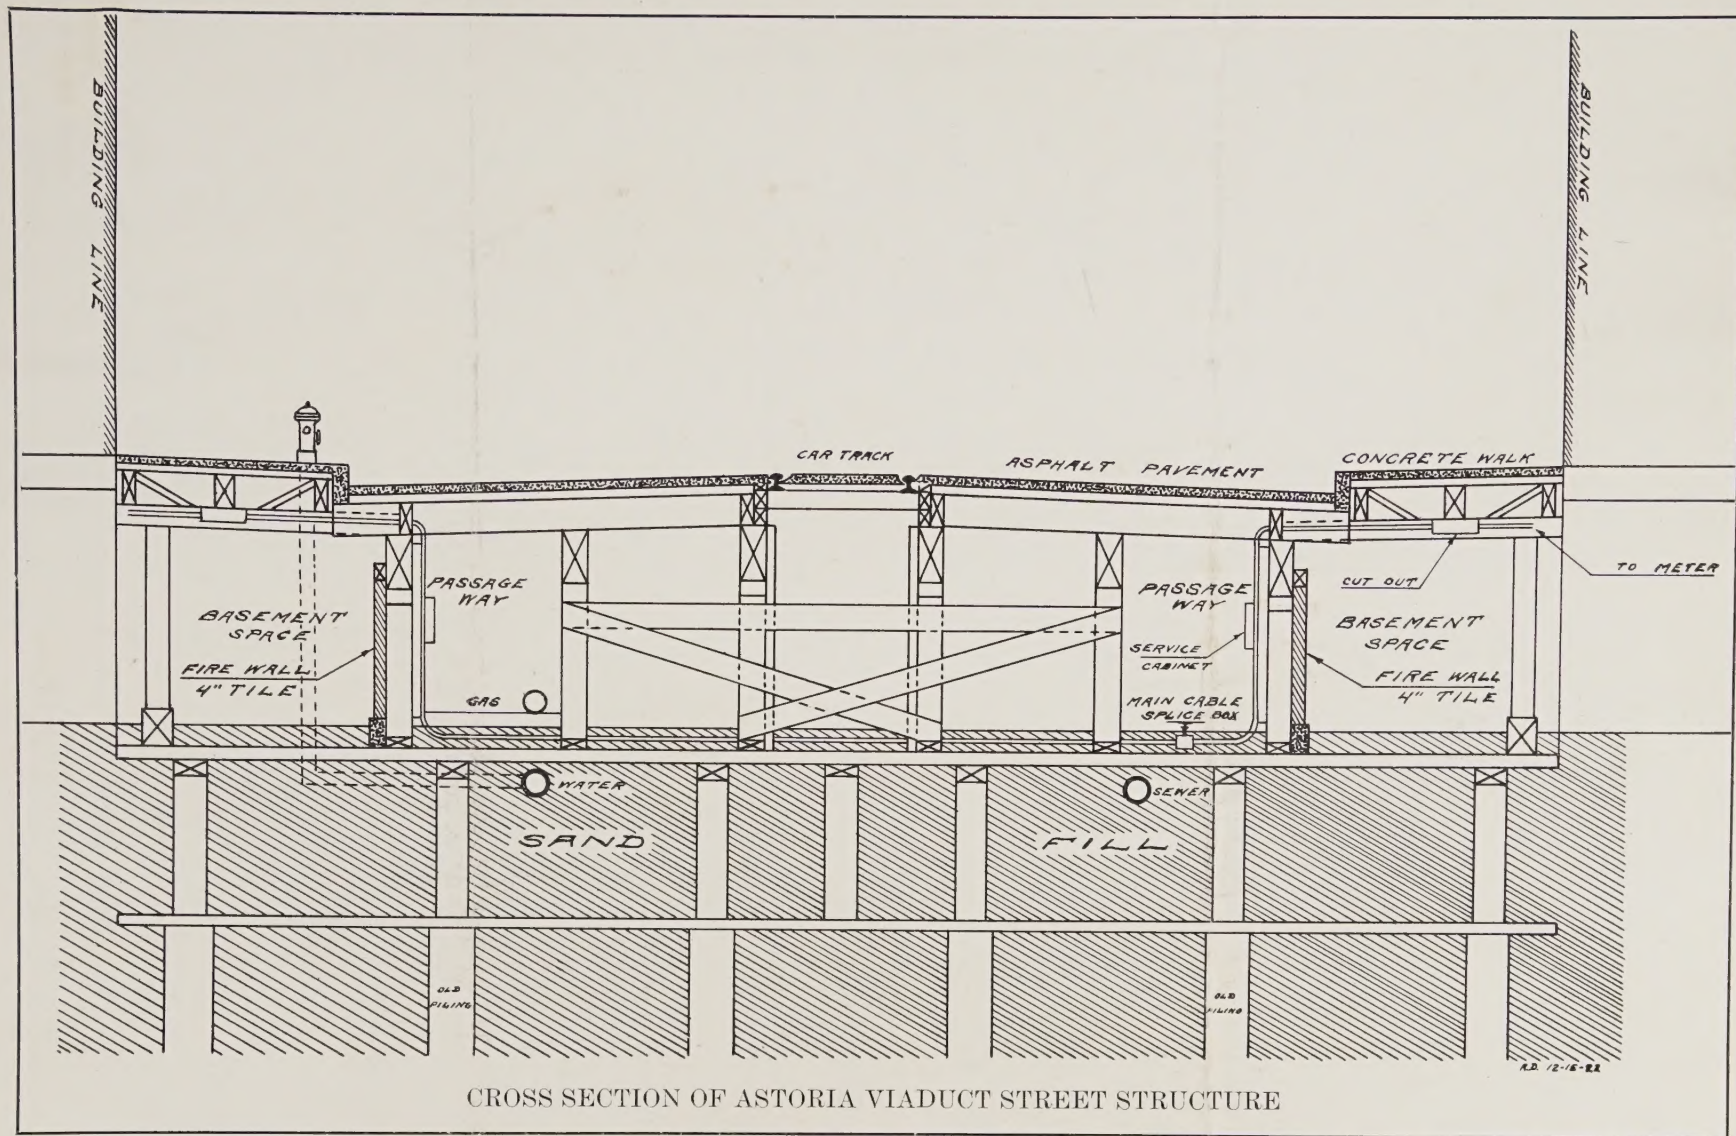 BUILDING LINE
BUILDING LINE
CAR TRACK
ASPHALT PAVEMENT
CONCRETE WALK
PASSAGE
WAY
PASSAGE
WAY
CUT OUT
TO METER
BASEMENT
SPACE
BASEMENT
SPACE
SERVICE
CABINET
FIRE WALL
4" TILE
FIRE WALL
4" TILE
GAS
MAIN CABLE
SPLICE BOX
WATER
SEWER
SAND FILL
OLD
PILING
OLD
PILING
R.D. 12-15-22
CROSS SECTION OF ASTORIA VIADUCT STREET STRUCTURE